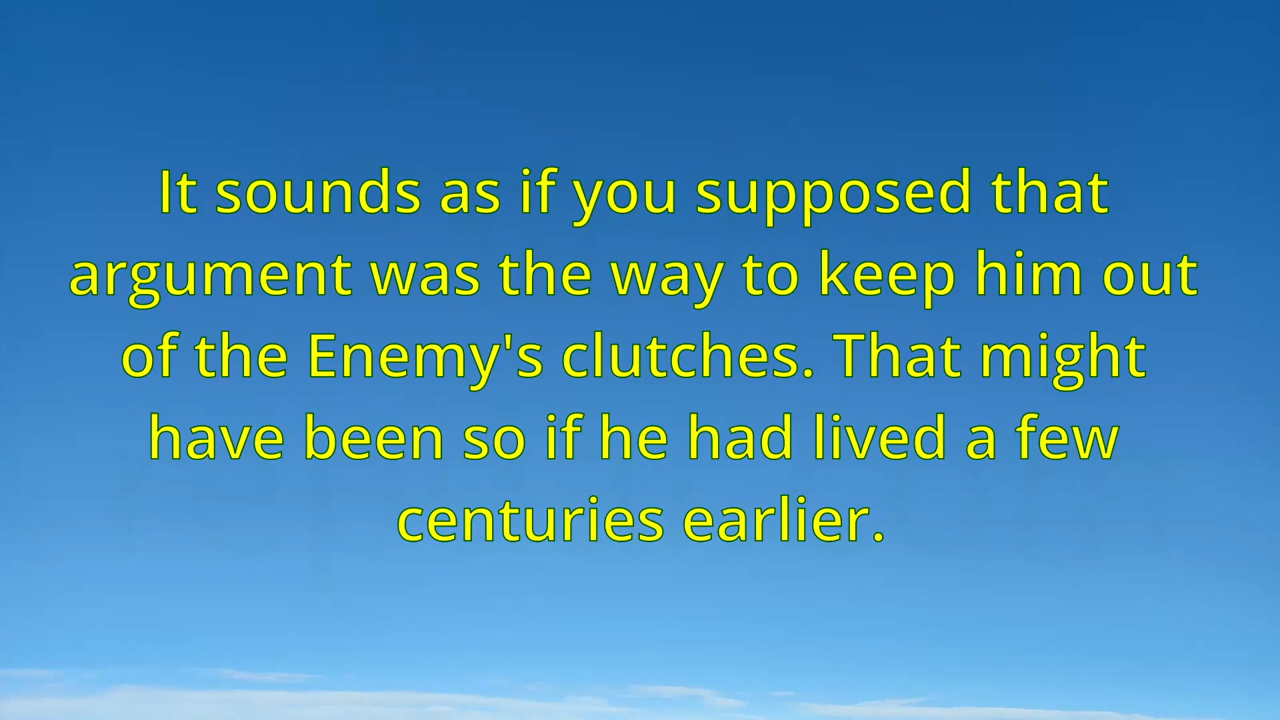 It sounds as if you supposed that
argument was the way to keep him out
of the Enemy's clutches. That might
have been so if he had lived a few
centuries earlier.